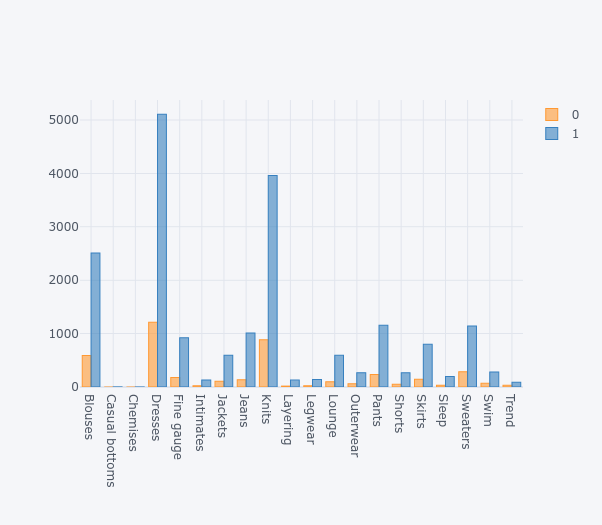 0
1
5000
4000
3000
2000
1000
0
Blouses
Casual bottoms
Chemises
Dresses
Fine gauge
Intimates
Jackets
Jeans
Knits
Layering
Legwear
Lounge
Outerwear
Pants
Shorts
Skirts
Sleep
Sweaters
Swim
Trend